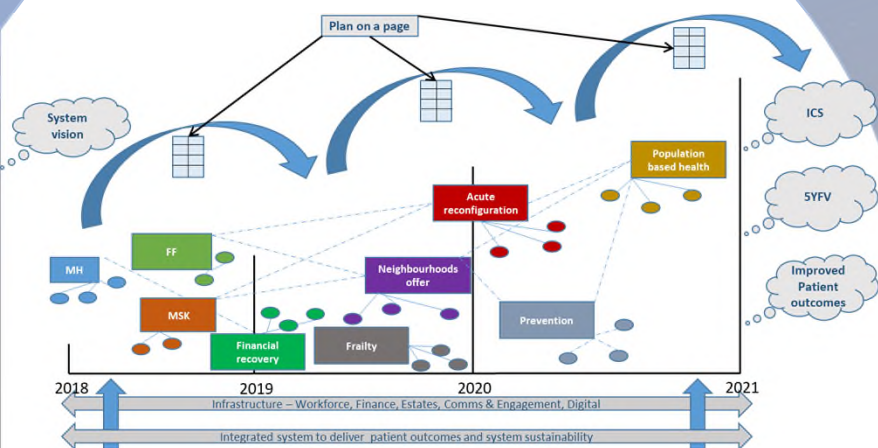 Plan on a page
System
vision
ICS
Population
based health
Acute
reconfiguration
5YFV
FF
MH
Neighbourhoods
offer
Improved
Patient
outcomes
MSK
Prevention
Financial
recovery
Frailty
2018
2019
2020
2021
Infrastructure – Workforce, Finance, Estates, Comms & Engagement, Digital
Integrated system to deliver patient outcomes and system sustainability